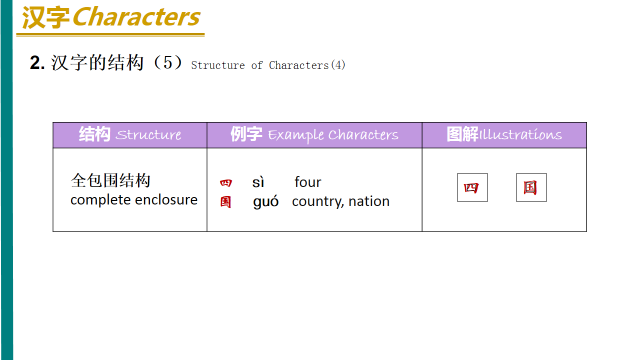 汉字Characters
2. 汉字的结构（5）Structure of Characters(4)
结构 Structure 例字 Example Characters 图解Illustrations
全包围结构
complete enclosure
四 sì four
国 guó country, nation
四 国